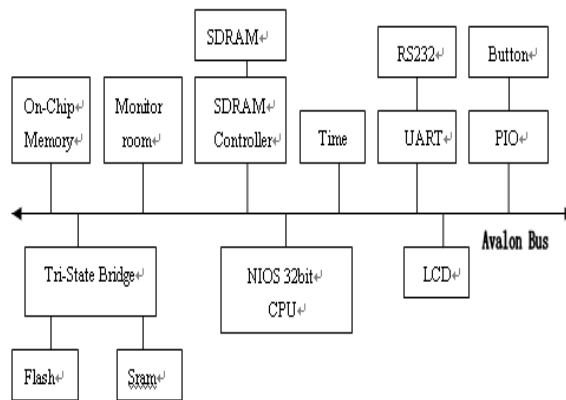 SDRAM
RS232
Button
On-Chip
Memory
Monitor
room
SDRAM
Controller
Time
UART
PIO
Avalon Bus
Tri-State Bridge
NIOS 32bit
CPU
LCD
Flash
Sram